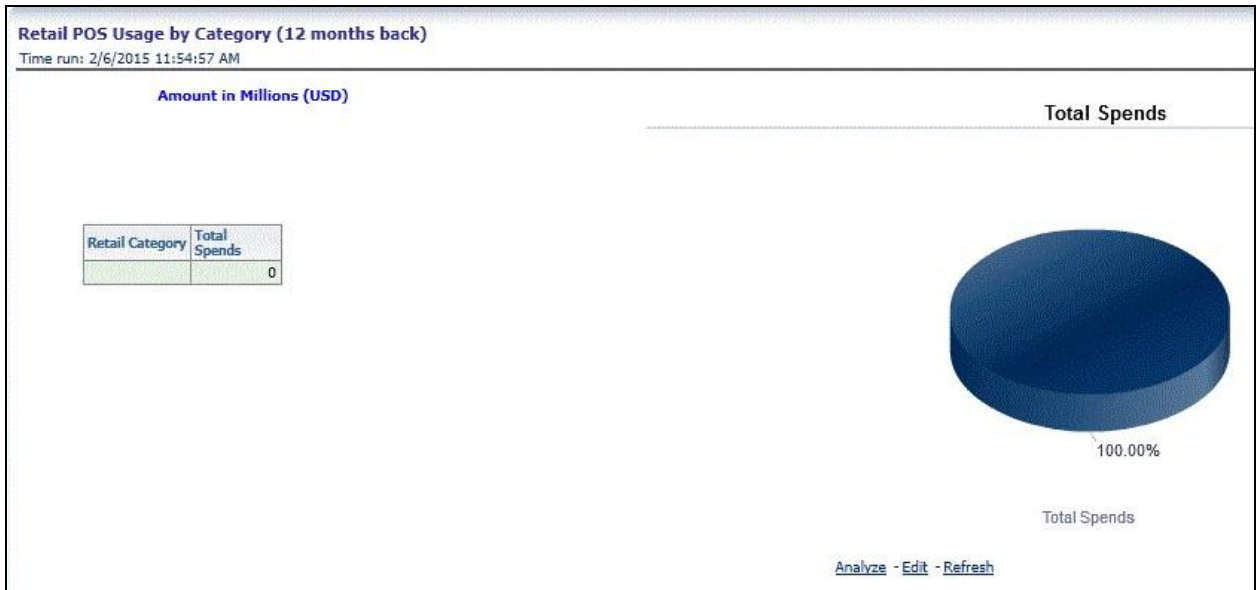 Retail POS Usage by Category (12 months back)
Time run: 2/6/2015 11:54:57 AM
Amount in Millions (USD)
Total Spends
Retail Category Total
Spends
0
100.00%
Total Spends
Analyze - Edit - Refresh